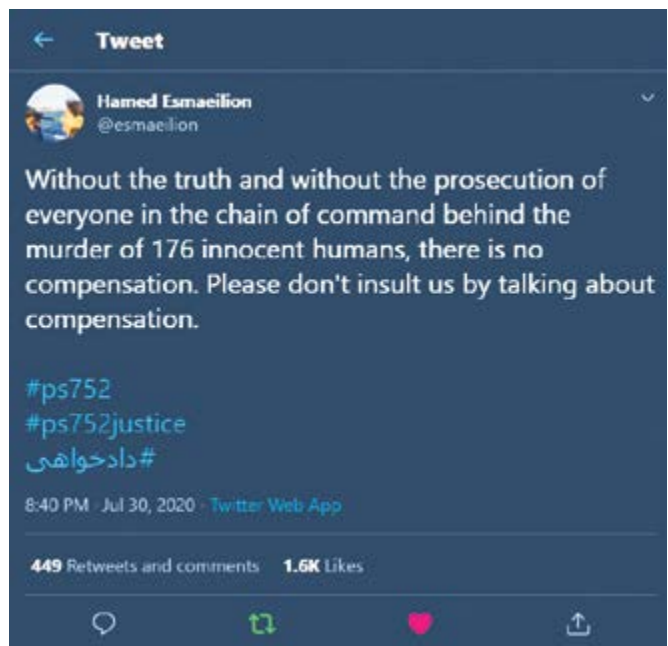 Tweet
Hamed Esmaeilion
@esmaeilion
Without the truth and without the prosecution of
everyone in the chain of command behind the
murder of 176 innocent humans, there is no
compensation. Please don't insult us by talking about
compensation.
#ps752
#ps752justice
#دادخواهی
8:40 PM · Jul 30, 2020 · Twitter Web App
449 Retweets and comments 1.6K Likes